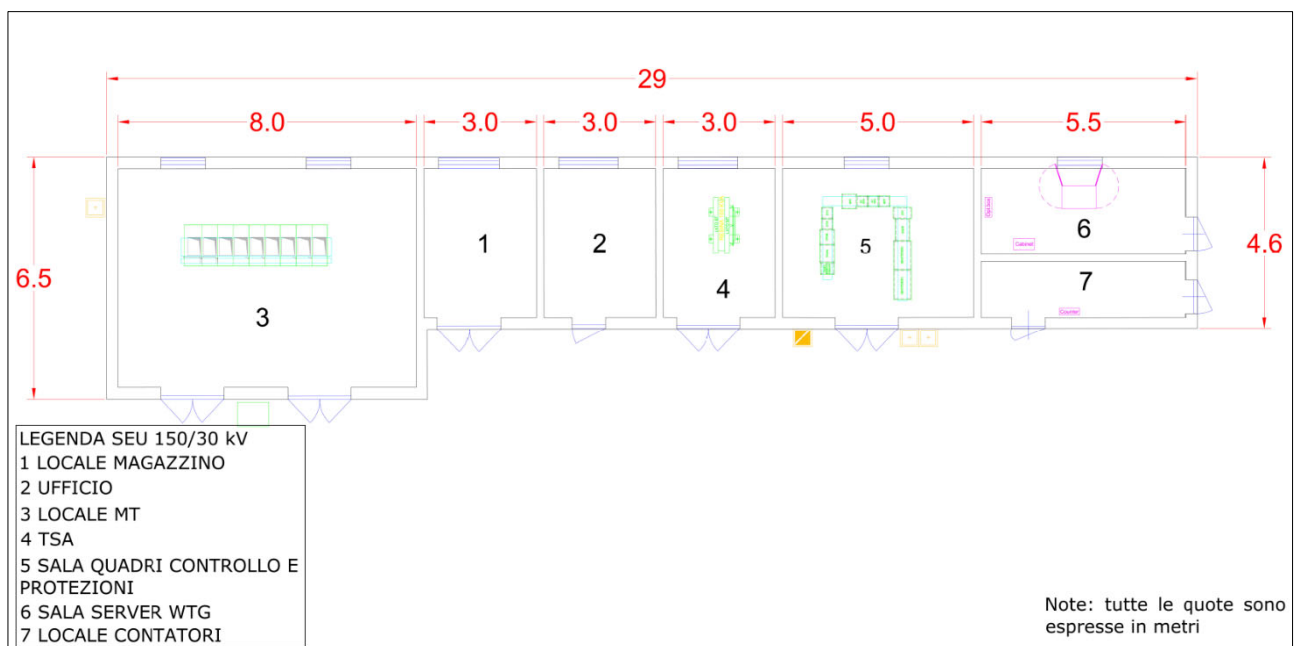 29
8.0 3.0 3.0 3.0 5.0 5.5
6.5
4.6
1
2
3
4
5
6
7
Cabinet
Counter
LEGENDA SEU 150/30 kV
1 LOCALE MAGAZZINO
2 UFFICIO
3 LOCALE MT
4 TSA
5 SALA QUADRI CONTROLLO E
PROTEZIONI
6 SALA SERVER WTG
7 LOCALE CONTATORI
Note: tutte le quote sono
espresse in metri